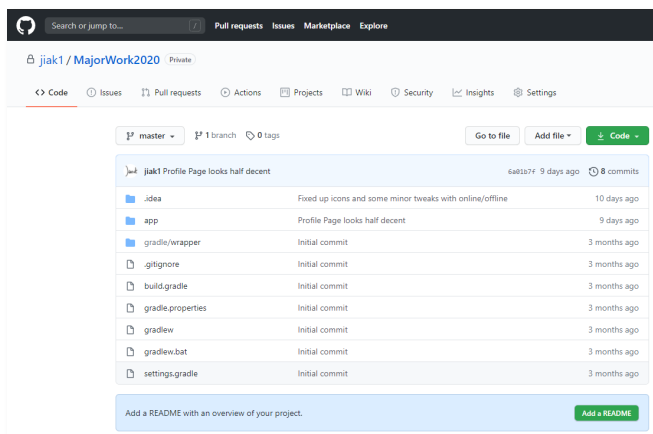 Search or jump to... / Pull requests Issues Marketplace Explore
jiak1 / MajorWork2020 Private
<> Code Issues Pull requests Actions Projects Wiki Security Insights Settings
master 1 branch 0 tags Go to file Add file Code
jiak1 Profile Page looks half decent 6a01b7f 9 days ago 8 commits
.idea Fixed up icons and some minor tweaks with online/offline 10 days ago
app Profile Page looks half decent 9 days ago
gradle/wrapper Initial commit 3 months ago
.gitignore Initial commit 3 months ago
build.gradle Initial commit 3 months ago
gradle.properties Initial commit 3 months ago
gradlew Initial commit 3 months ago
gradlew.bat Initial commit 3 months ago
settings.gradle Initial commit 3 months ago
Add a README with an overview of your project. Add a README